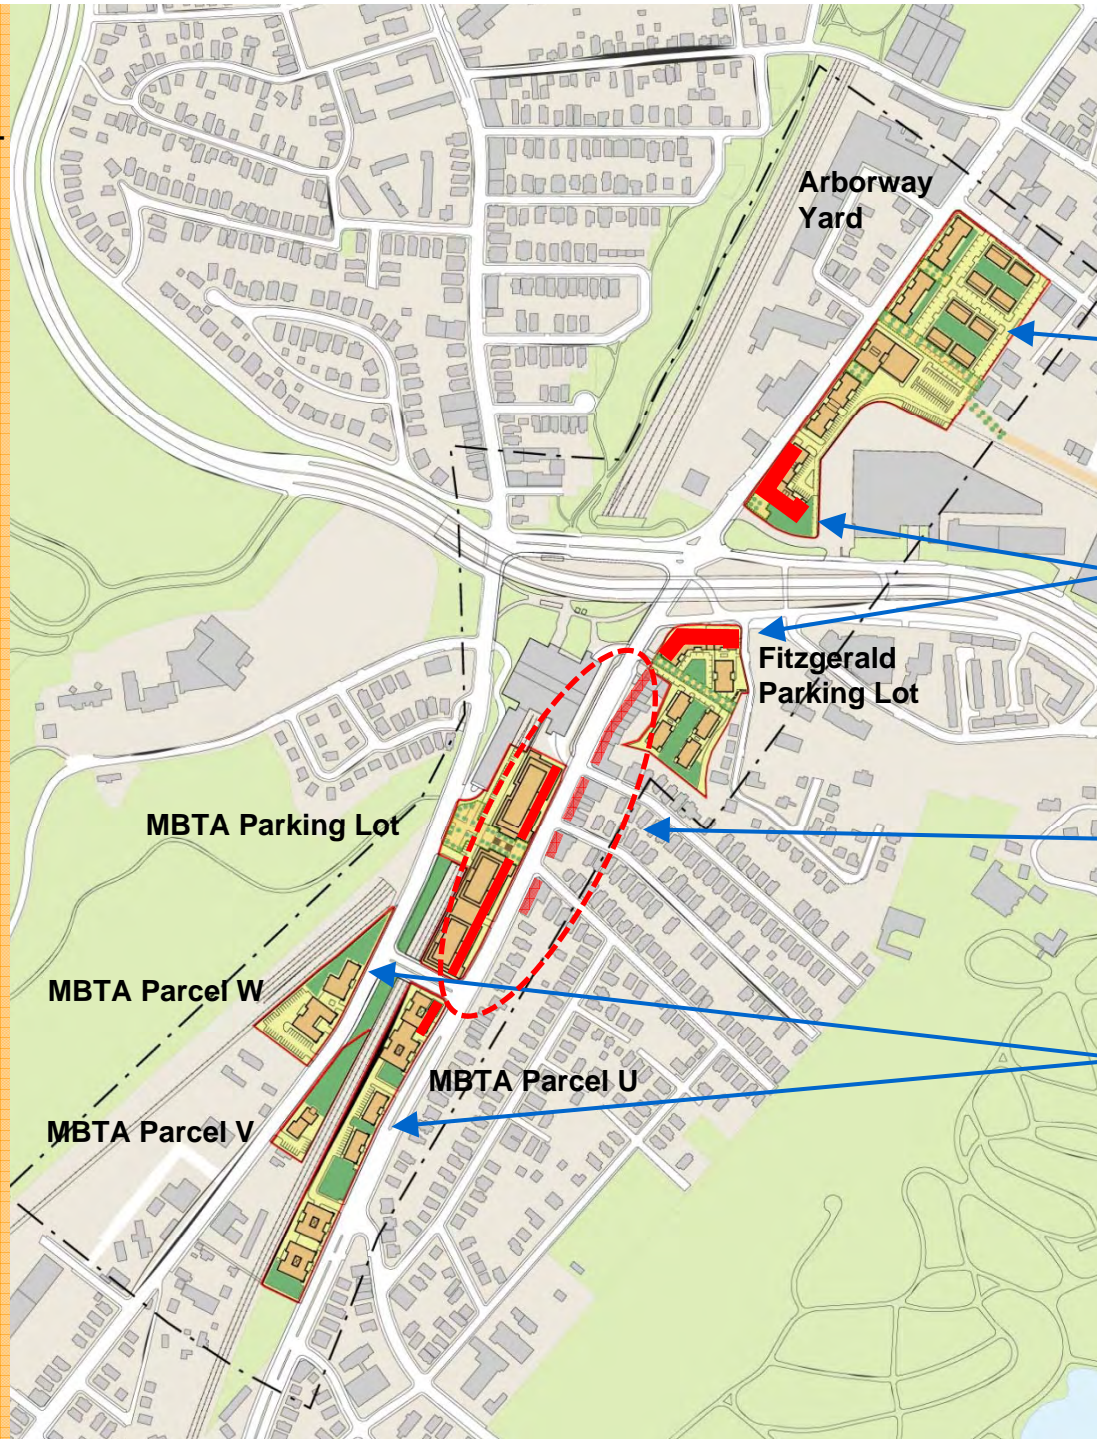 Arborway
Yard
Fitzgerald
Parking Lot
MBTA Parking Lot
MBTA Parcel W
MBTA Parcel U
MBTA Parcel V